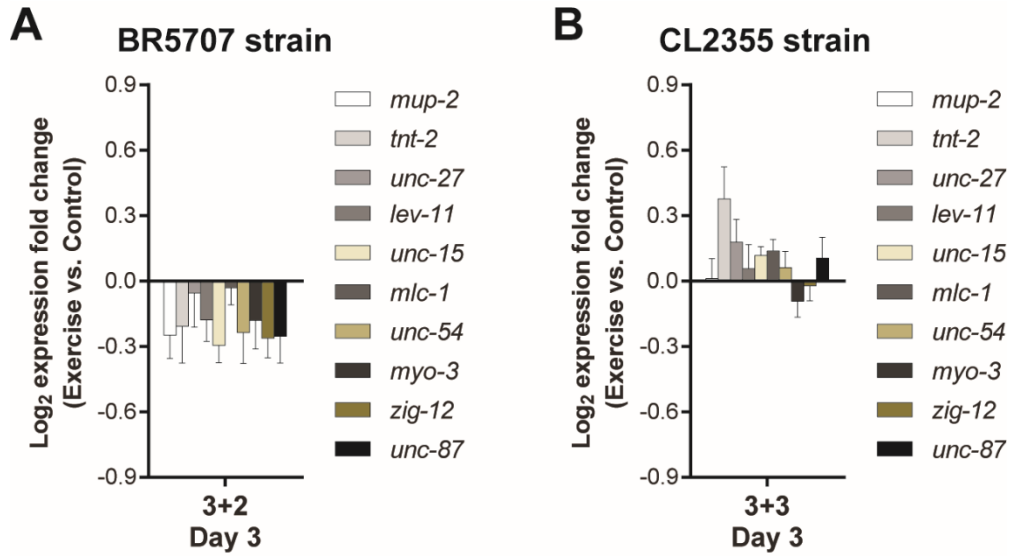 A
BR5707 strain
Log2 expression fold change
(Exercise vs. Control)
0.9
0.6
0.3
0.0
-0.3
-0.6
-0.9
3+2
Day 3
mup-2
tnt-2
unc-27
lev-11
unc-15
mlc-1
unc-54
myo-3
zig-12
unc-87
B
CL2355 strain
Log2 expression fold change
(Exercise vs. Control)
0.9
0.6
0.3
0.0
-0.3
-0.6
-0.9
3+3
Day 3
mup-2
tnt-2
unc-27
lev-11
unc-15
mlc-1
unc-54
myo-3
zig-12
unc-87